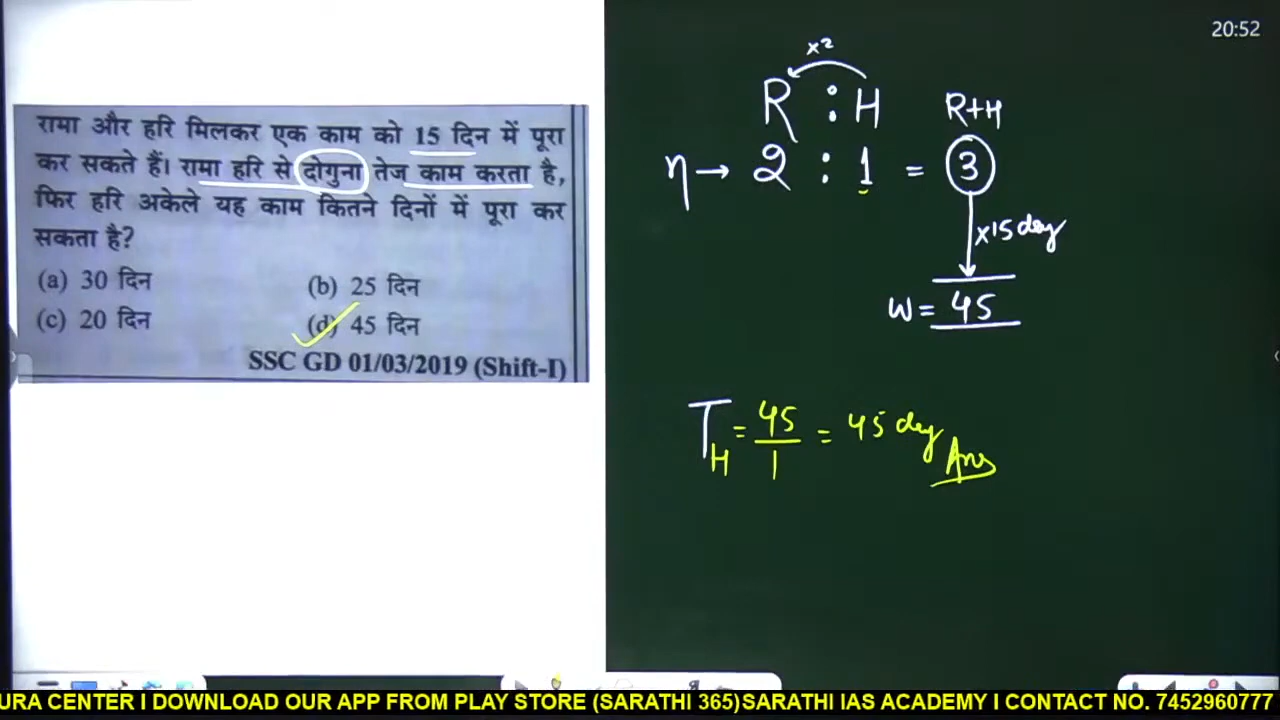 20:52
रामा और हरि मिलकर एक काम को 15 दिन में पूरा
कर सकते हैं। रामा हरि से दोगुना तेज काम करता है,
फिर हरि अकेले यह काम कितने दिनों में पूरा कर
सकता है?
(a) 30 दिन (b) 25 दिन
(c) 20 दिन (d) 45 दिन
SSC GD 01/03/2019 (Shift-I)
x2
R : H R+H
η → 2 : 1 = 3
x15 day
W = 45
T_H = 45/1 = 45 day Ans
URA CENTER I DOWNLOAD OUR APP FROM PLAY STORE (SARATHI 365)SARATHI IAS ACADEMY I CONTACT NO. 7452960777